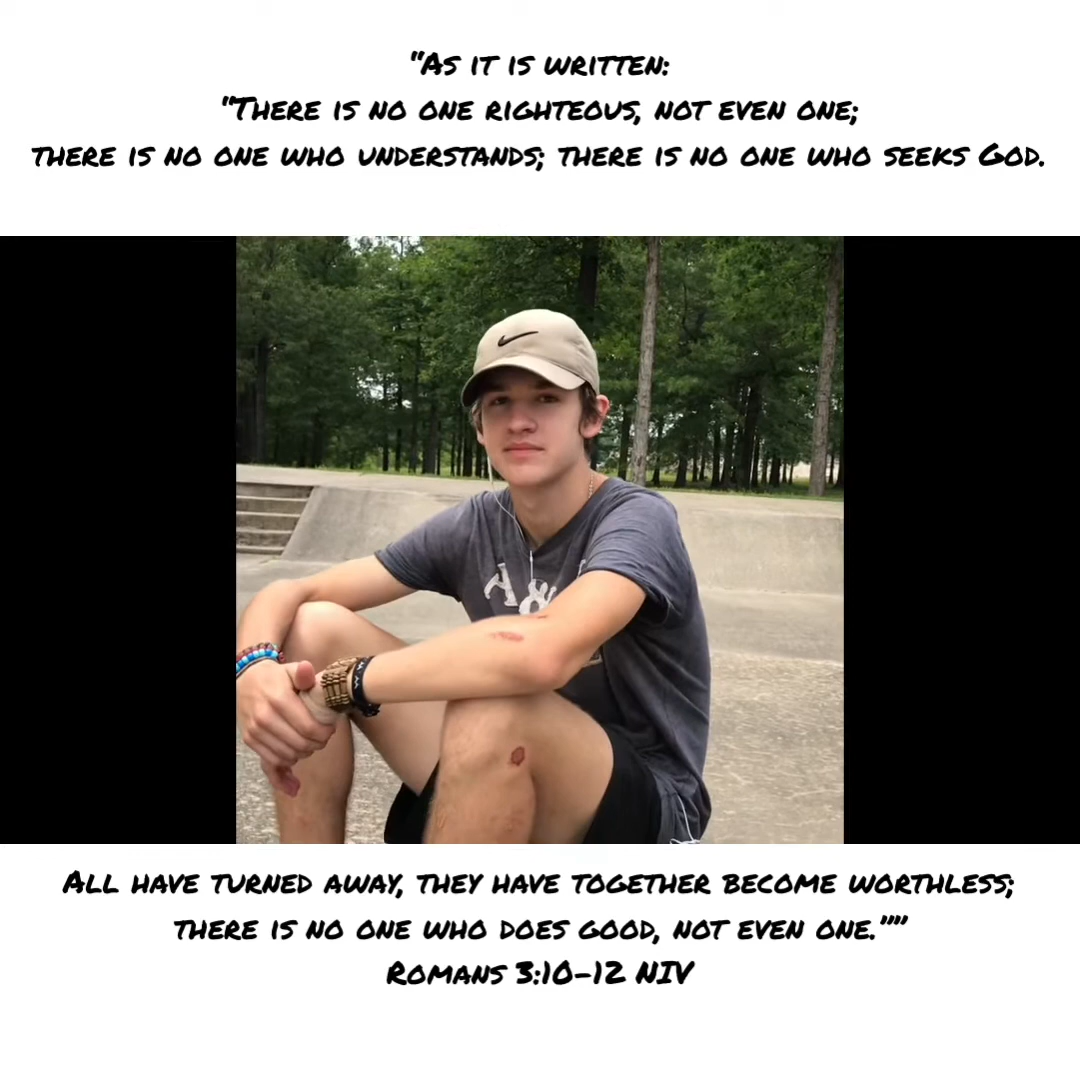 "As it is written:
"There is no one righteous, not even one;
there is no one who understands; there is no one who seeks God.
A &
All have turned away, they have together become worthless;
there is no one who does good, not even one.""
Romans 3:10-12 NIV